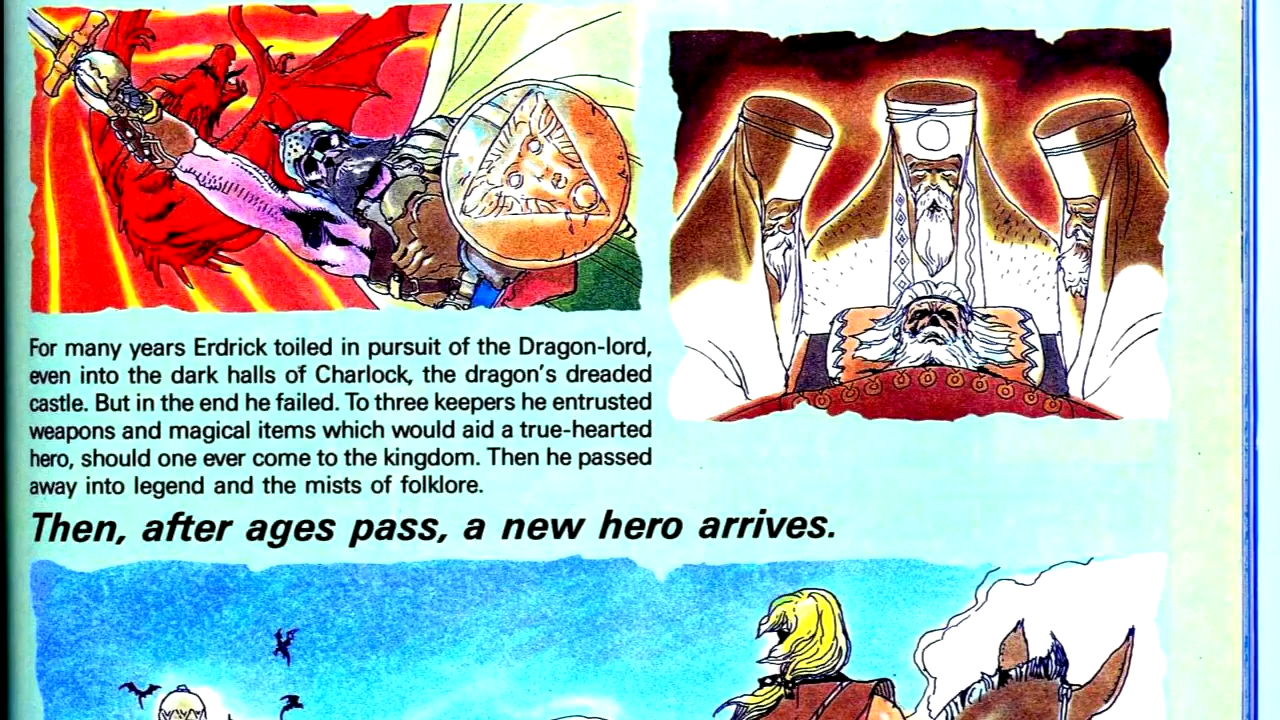 For many years Erdrick toiled in pursuit of the Dragon-lord,
even into the dark halls of Charlock, the dragon's dreaded
castle. But in the end he failed. To three keepers he entrusted
weapons and magical items which would aid a true-hearted
hero, should one ever come to the kingdom. Then he passed
away into legend and the mists of folklore.
Then, after ages pass, a new hero arrives.